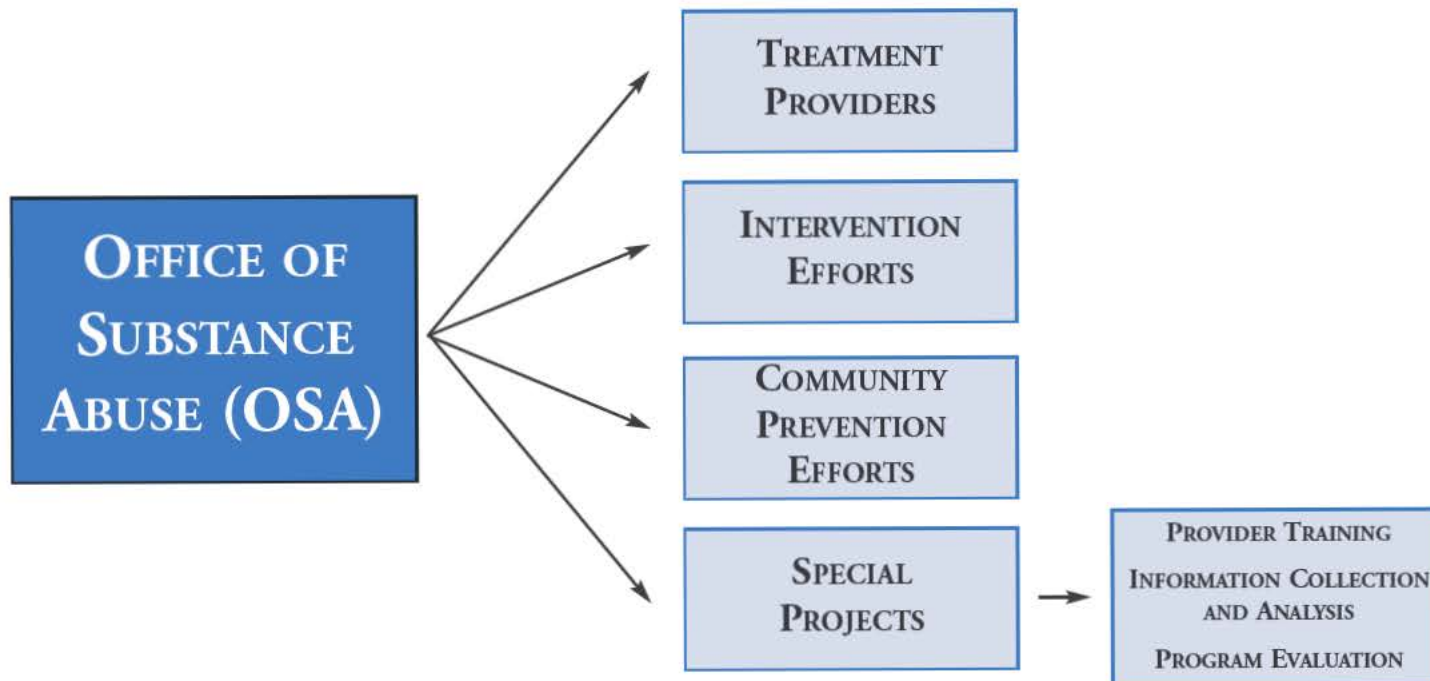 OFFICE OF
SUBSTANCE
ABUSE (OSA)
TREATMENT
PROVIDERS
INTERVENTION
EFFORTS
COMMUNITY
PREVENTION
EFFORTS
SPECIAL
PROJECTS
PROVIDER TRAINING
INFORMATION COLLECTION
AND ANALYSIS
PROGRAM EVALUATION